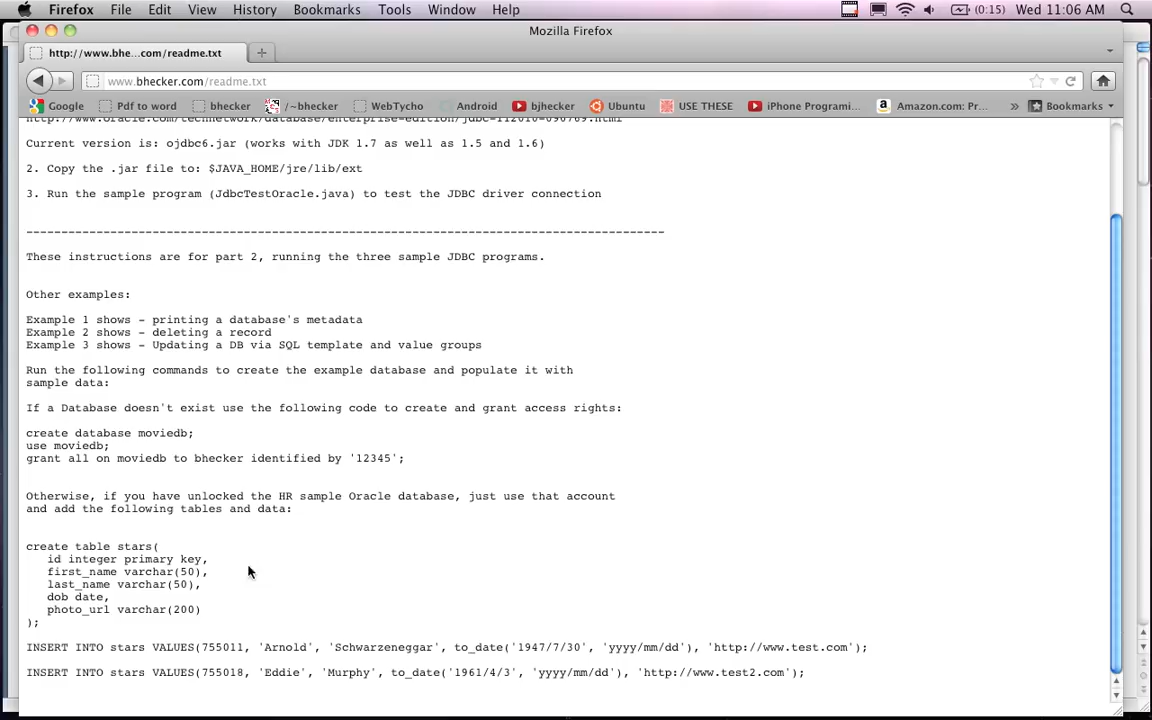 Firefox File Edit View History Bookmarks Tools Window Help (0:15) Wed 11:06 AM
Mozilla Firefox
http://www.bhe...com/readme.txt
www.bhecker.com/readme.txt
Google Pdf to word bhecker /~bhecker WebTycho Android bjhecker Ubuntu USE THESE iPhone Programi... Amazon.com: Pr... » Bookmarks
Current version is: ojdbc6.jar (works with JDK 1.7 as well as 1.5 and 1.6)
2. Copy the .jar file to: $JAVA_HOME/jre/lib/ext
3. Run the sample program (JdbcTestOracle.java) to test the JDBC driver connection
-------------------------------------------------------------------------------------------
These instructions are for part 2, running the three sample JDBC programs.
Other examples:
Example 1 shows - printing a database's metadata
Example 2 shows - deleting a record
Example 3 shows - Updating a DB via SQL template and value groups
Run the following commands to create the example database and populate it with
sample data:
If a Database doesn't exist use the following code to create and grant access rights:
create database moviedb;
use moviedb;
grant all on moviedb to bhecker identified by '12345';
Otherwise, if you have unlocked the HR sample Oracle database, just use that account
and add the following tables and data:
create table stars(
id integer primary key,
first_name varchar(50),
last_name varchar(50),
dob date,
photo_url varchar(200)
);
INSERT INTO stars VALUES(755011, 'Arnold', 'Schwarzeneggar', to_date('1947/7/30', 'yyyy/mm/dd'), 'http://www.test.com');
INSERT INTO stars VALUES(755018, 'Eddie', 'Murphy', to_date('1961/4/3', 'yyyy/mm/dd'), 'http://www.test2.com');